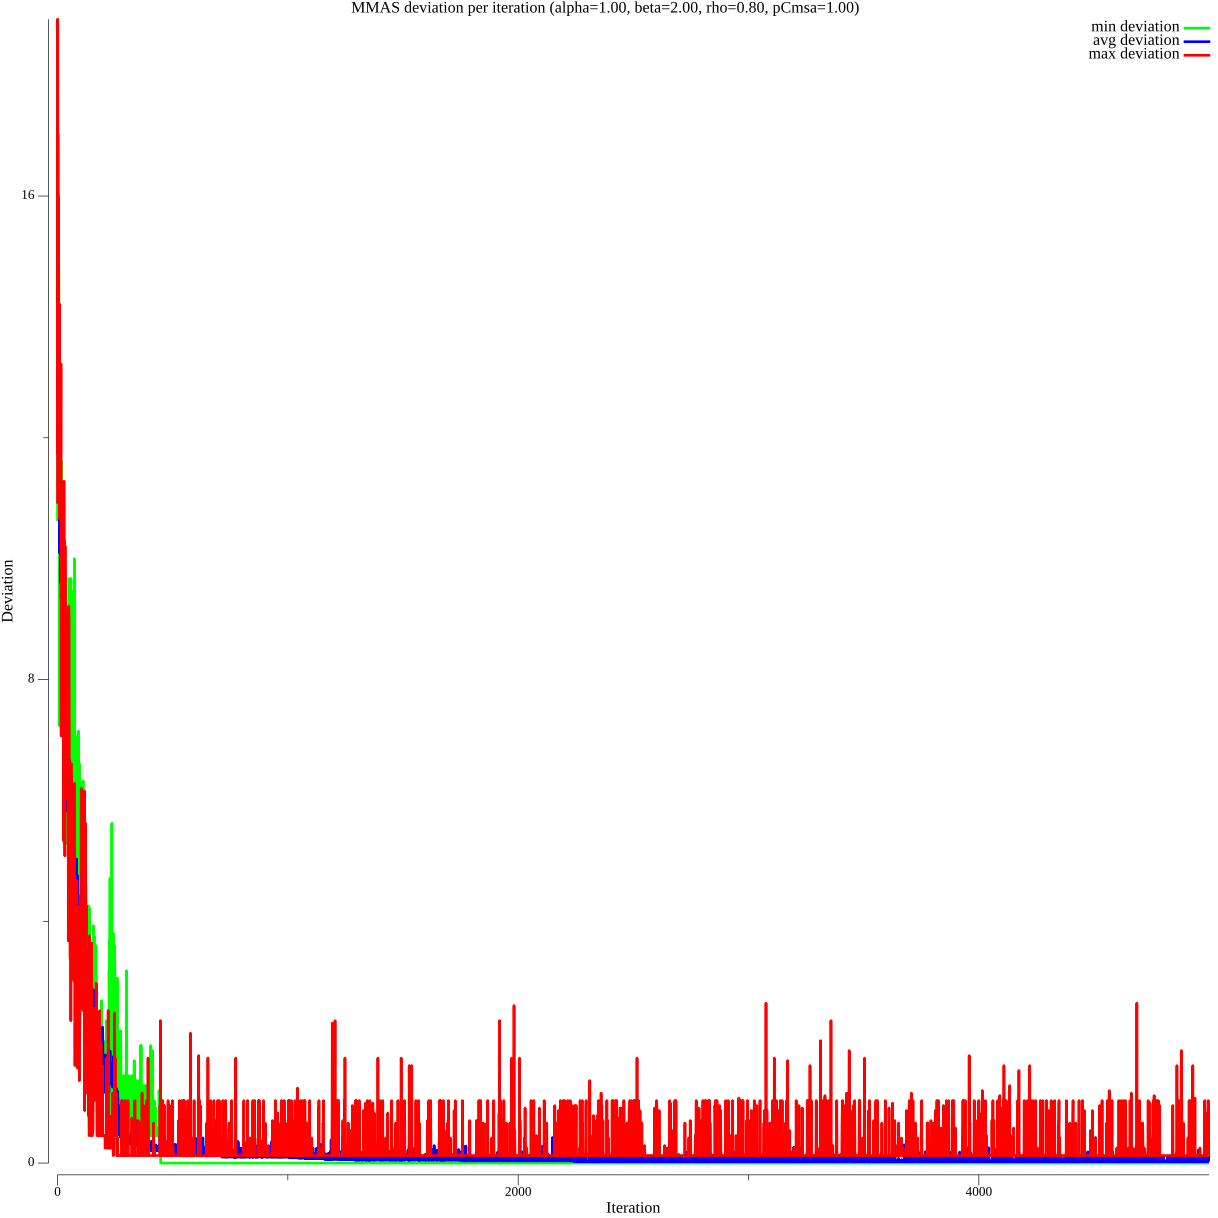 MMAS deviation per iteration (alpha=1.00, beta=2.00, rho=0.80, pCmsa=1.00)
min deviation
avg deviation
max deviation
16
8
0
Deviation
0
2000
4000
Iteration